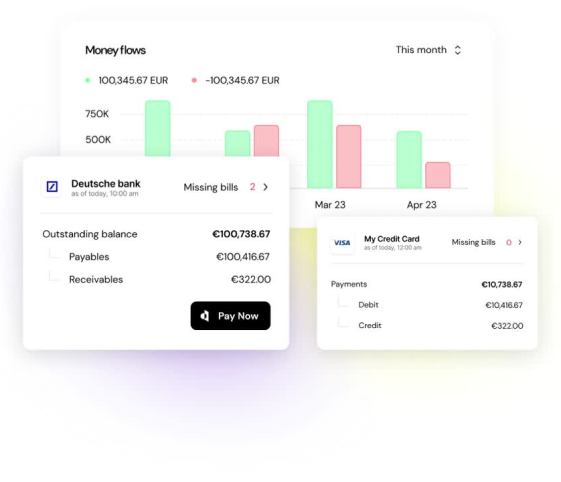 Money flows
This month
100,345.67 EUR
-100,345.67 EUR
750K
500K
Mar 23
Apr 23
Deutsche bank
as of today, 10:00 am
Missing bills 2
Outstanding balance €100,738.67
Payables €100,416.67
Receivables €322.00
Pay Now
VISA
My Credit Card
as of today, 12:00 am
Missing bills 0
Payments €10,738.67
Debit €10,416.67
Credit €322.00